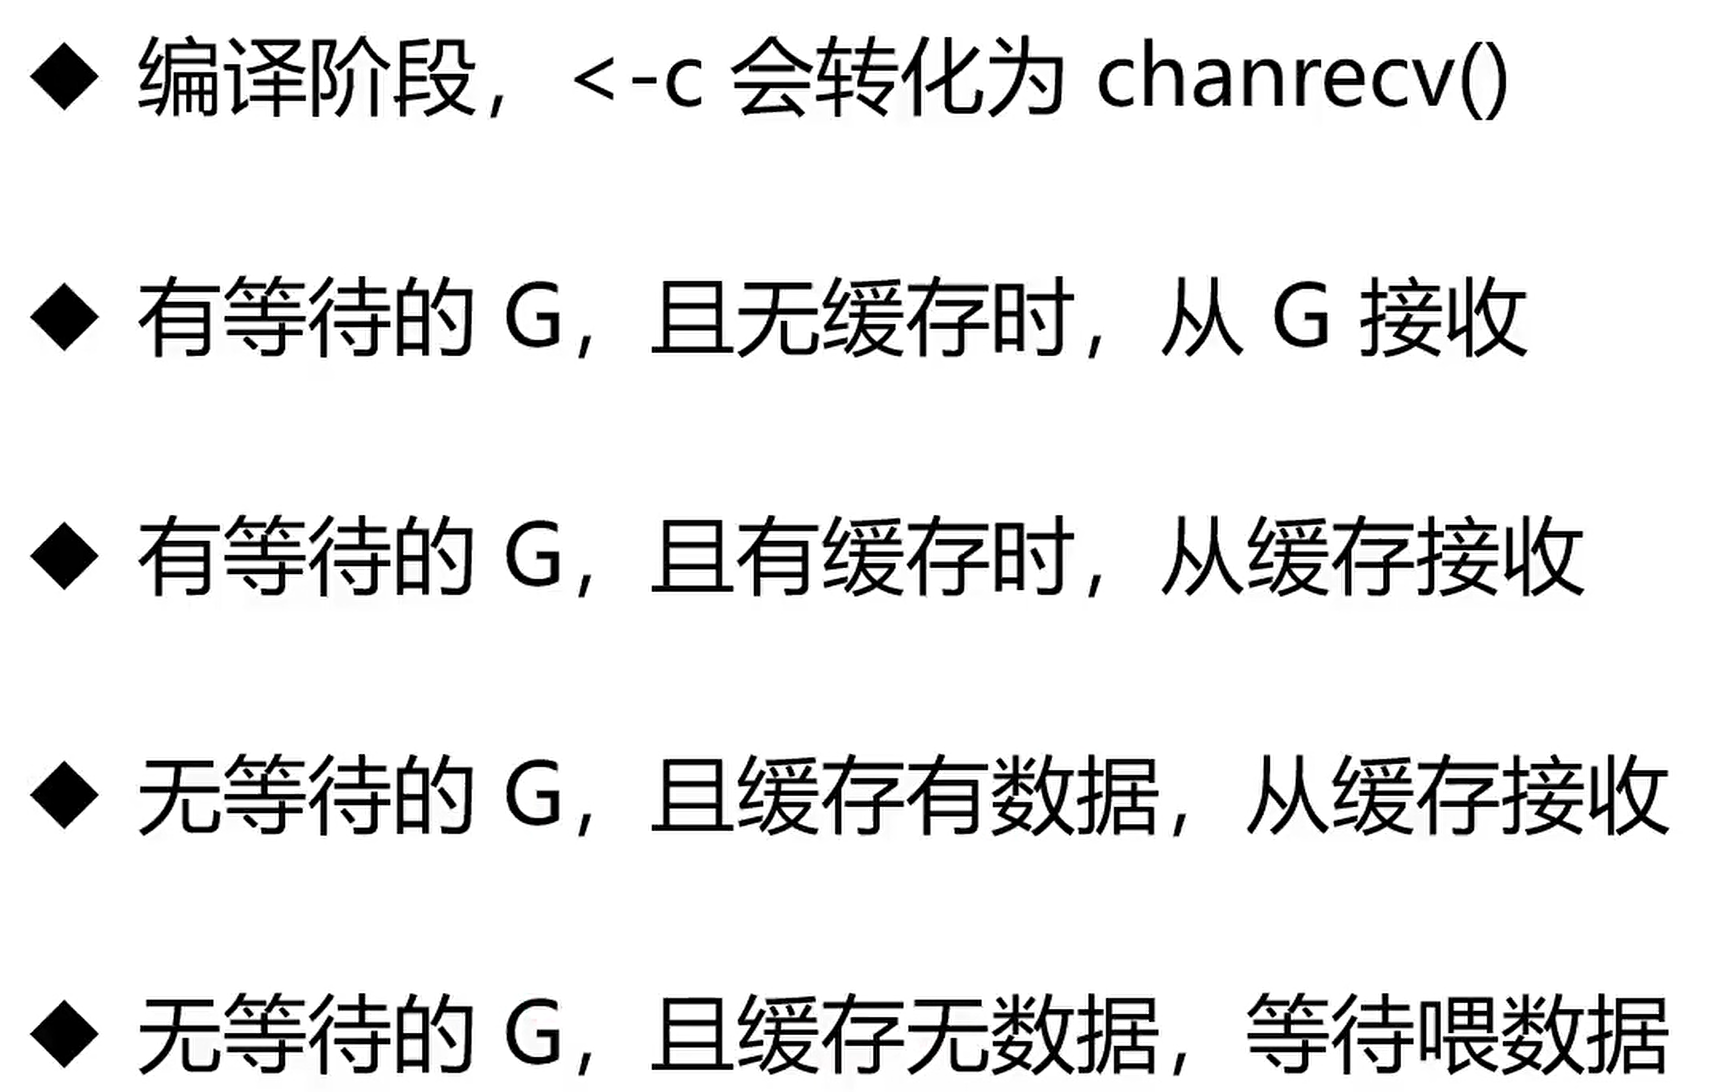 ◆ 编译阶段，<-c 会转化为 chanrecv()
◆ 有等待的 G，且无缓存时，从 G 接收
◆ 有等待的 G，且有缓存时，从缓存接收
◆ 无等待的 G，且缓存有数据，从缓存接收
◆ 无等待的 G，且缓存无数据，等待喂数据